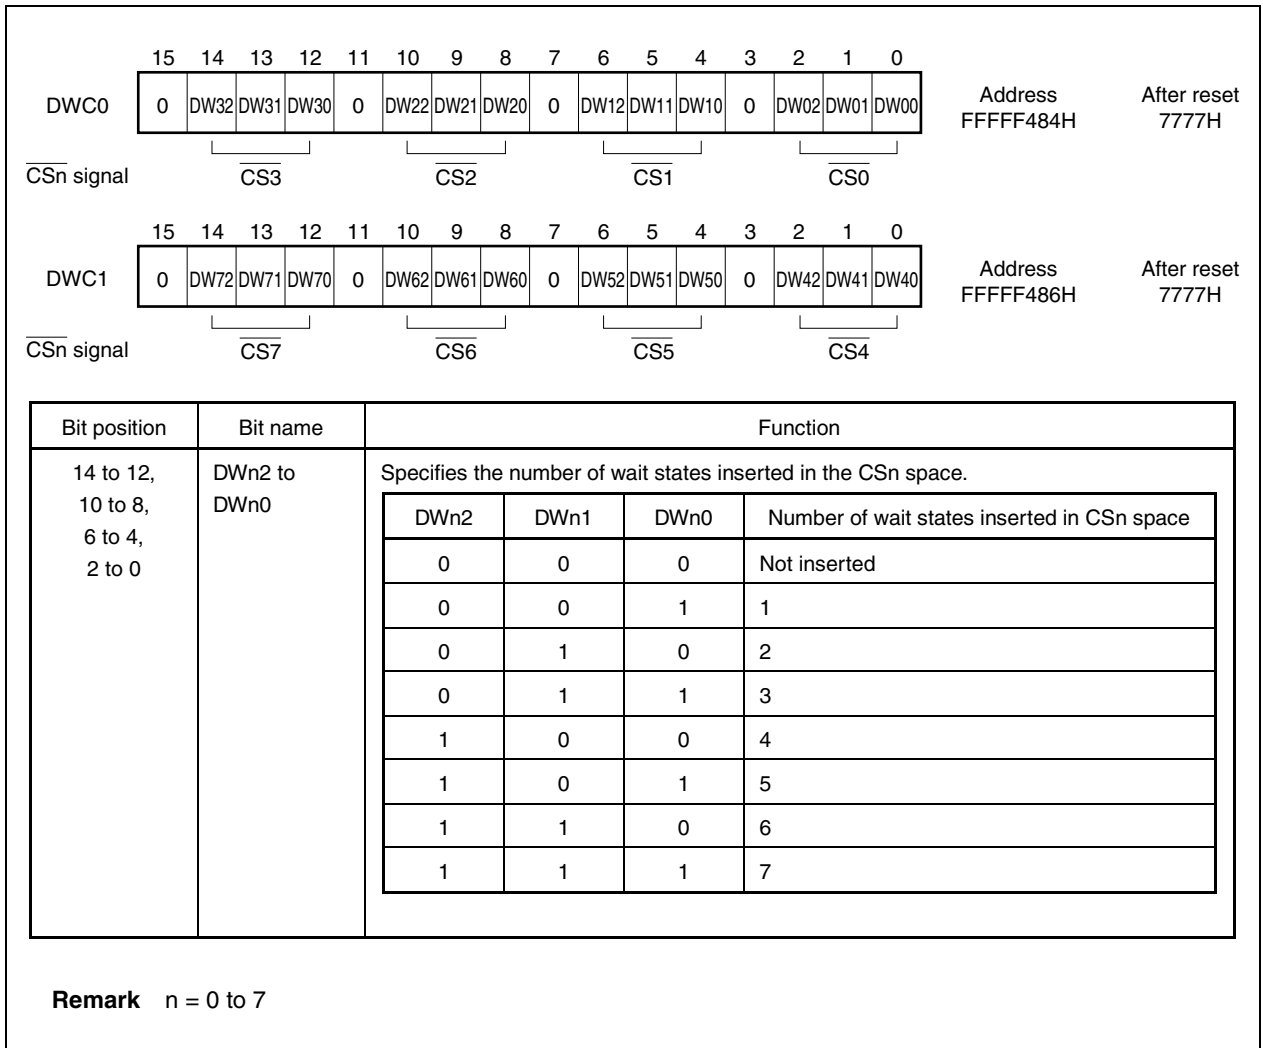 15 14 13 12 11 10 9 8 7 6 5 4 3 2 1 0
DWC0 0 DW32 DW31 DW30 0 DW22 DW21 DW20 0 DW12 DW11 DW10 0 DW02 DW01 DW00 Address FFFFF484H After reset 7777H
CSn signal CS3 CS2 CS1 CS0
15 14 13 12 11 10 9 8 7 6 5 4 3 2 1 0
DWC1 0 DW72 DW71 DW70 0 DW62 DW61 DW60 0 DW52 DW51 DW50 0 DW42 DW41 DW40 Address FFFFF486H After reset 7777H
CSn signal CS7 CS6 CS5 CS4
Bit position Bit name Function
14 to 12,
10 to 8,
6 to 4,
2 to 0
DWn2 to
DWn0
Specifies the number of wait states inserted in the CSn space.
DWn2 DWn1 DWn0 Number of wait states inserted in CSn space
0 0 0 Not inserted
0 0 1 1
0 1 0 2
0 1 1 3
1 0 0 4
1 0 1 5
1 1 0 6
1 1 1 7
Remark n = 0 to 7